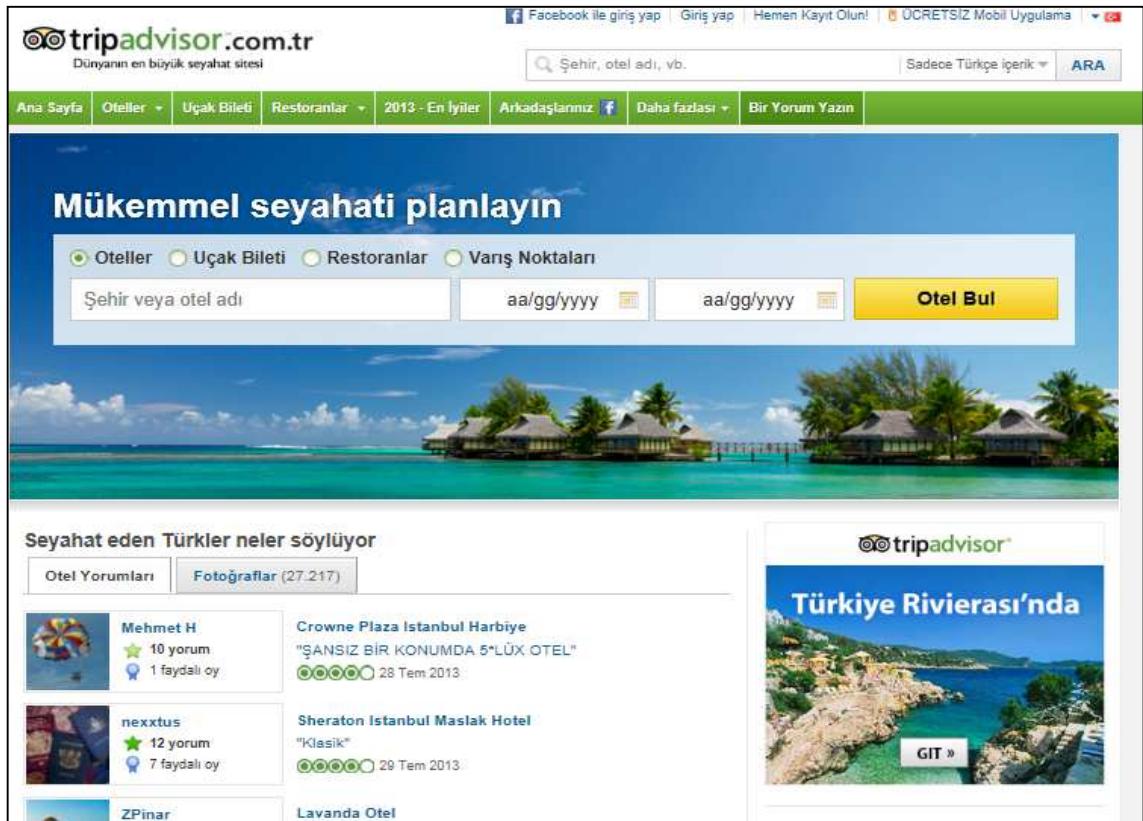 Facebook ile giriş yap Giriş yap Hemen Kayıt Olun! ÜCRETSİZ Mobil Uygulama
tripadvisor.com.tr
Dünyanın en büyük seyahat sitesi
Şehir, otel adı, vb. Sadece Türkçe içerik ARA
Ana Sayfa Oteller Uçak Bileti Restoranlar 2013 - En İyiler Arkadaşlarınız Daha fazlası Bir Yorum Yazın
Mükemmel seyahati planlayın
Oteller Uçak Bileti Restoranlar Varış Noktaları
Şehir veya otel adı aa/gg/yyyy aa/gg/yyyy Otel Bul
Seyahat eden Türkler neler söylüyor
Otel Yorumları Fotoğraflar (27.217)
Mehmet H
10 yorum
1 faydalı oy
Crowne Plaza Istanbul Harbiye
"ŞANSIZ BİR KONUMDA 5*LÜX OTEL"
28 Tem 2013
nexxtus
12 yorum
7 faydalı oy
Sheraton Istanbul Maslak Hotel
"Klasik"
29 Tem 2013
ZPinar
Lavanda Otel
tripadvisor
Türkiye Rivierası'nda
GIT »